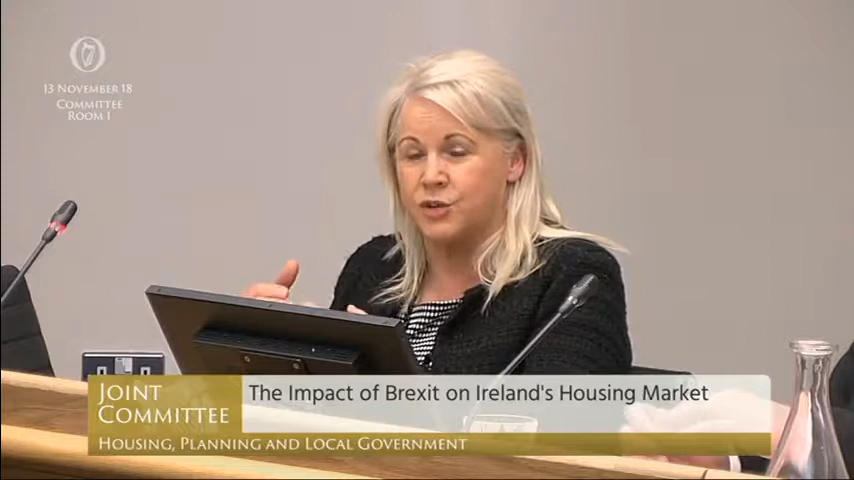 13 November 18
Committee
Room 1
Joint
Committee
The Impact of Brexit on Ireland's Housing Market
Housing, Planning and Local Government